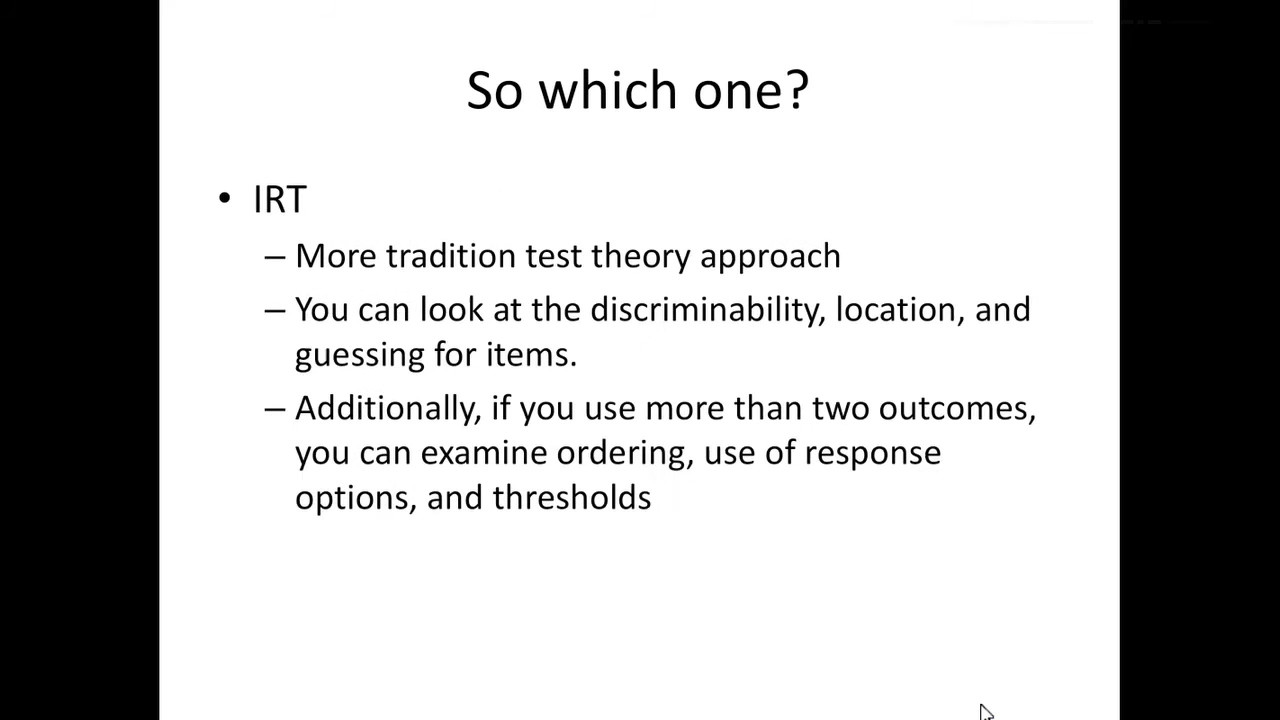 So which one?
• IRT
– More tradition test theory approach
– You can look at the discriminability, location, and
guessing for items.
– Additionally, if you use more than two outcomes,
you can examine ordering, use of response
options, and thresholds